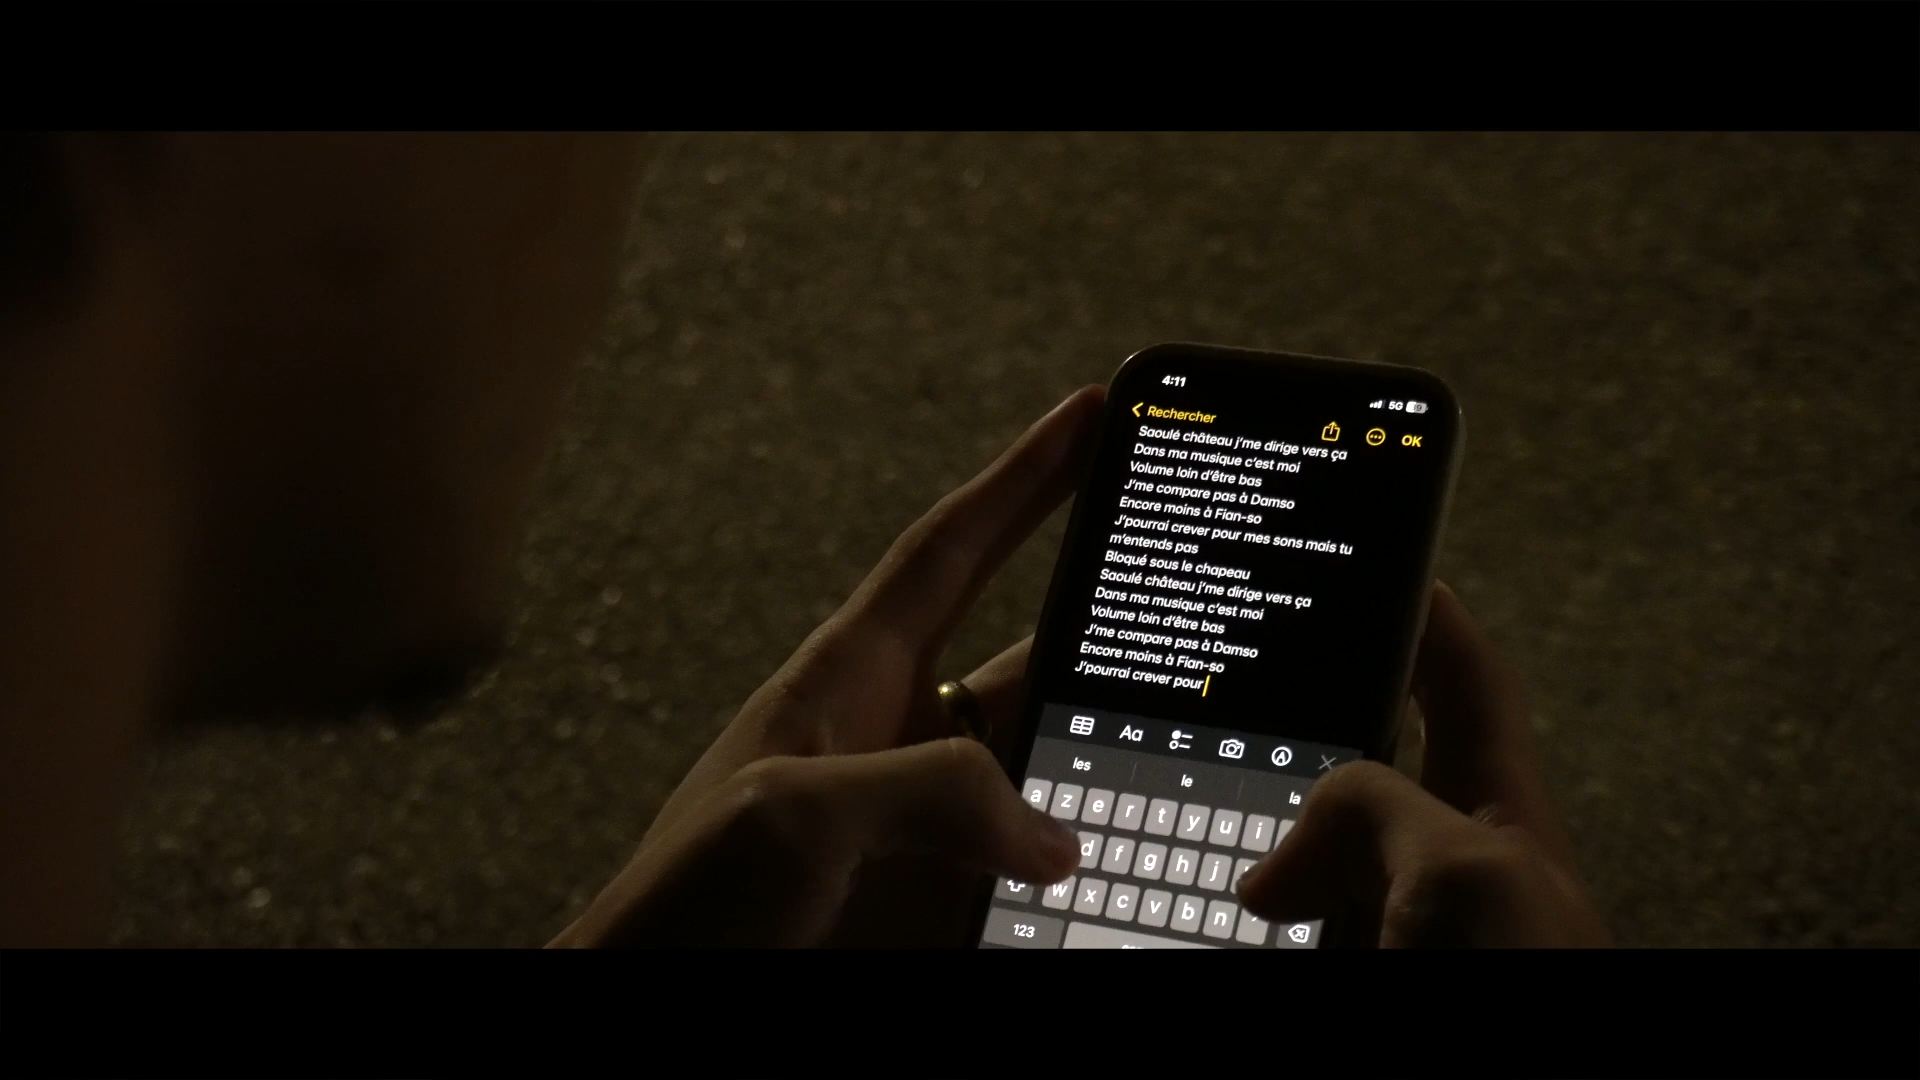 4:11
5G 19
Rechercher
OK
Saoulé château j'me dirige vers ça
Dans ma musique c'est moi
Volume loin d'être bas
J'me compare pas à Damso
Encore moins à Fian-so
J'pourrai crever pour mes sons mais tu
m'entends pas
Bloqué sous le chapeau
Saoulé château j'me dirige vers ça
Dans ma musique c'est moi
Volume loin d'être bas
J'me compare pas à Damso
Encore moins à Fian-so
J'pourrai crever pour
Aa
les le la
a z e r t y u i
d f g h j
w x c v b n
123